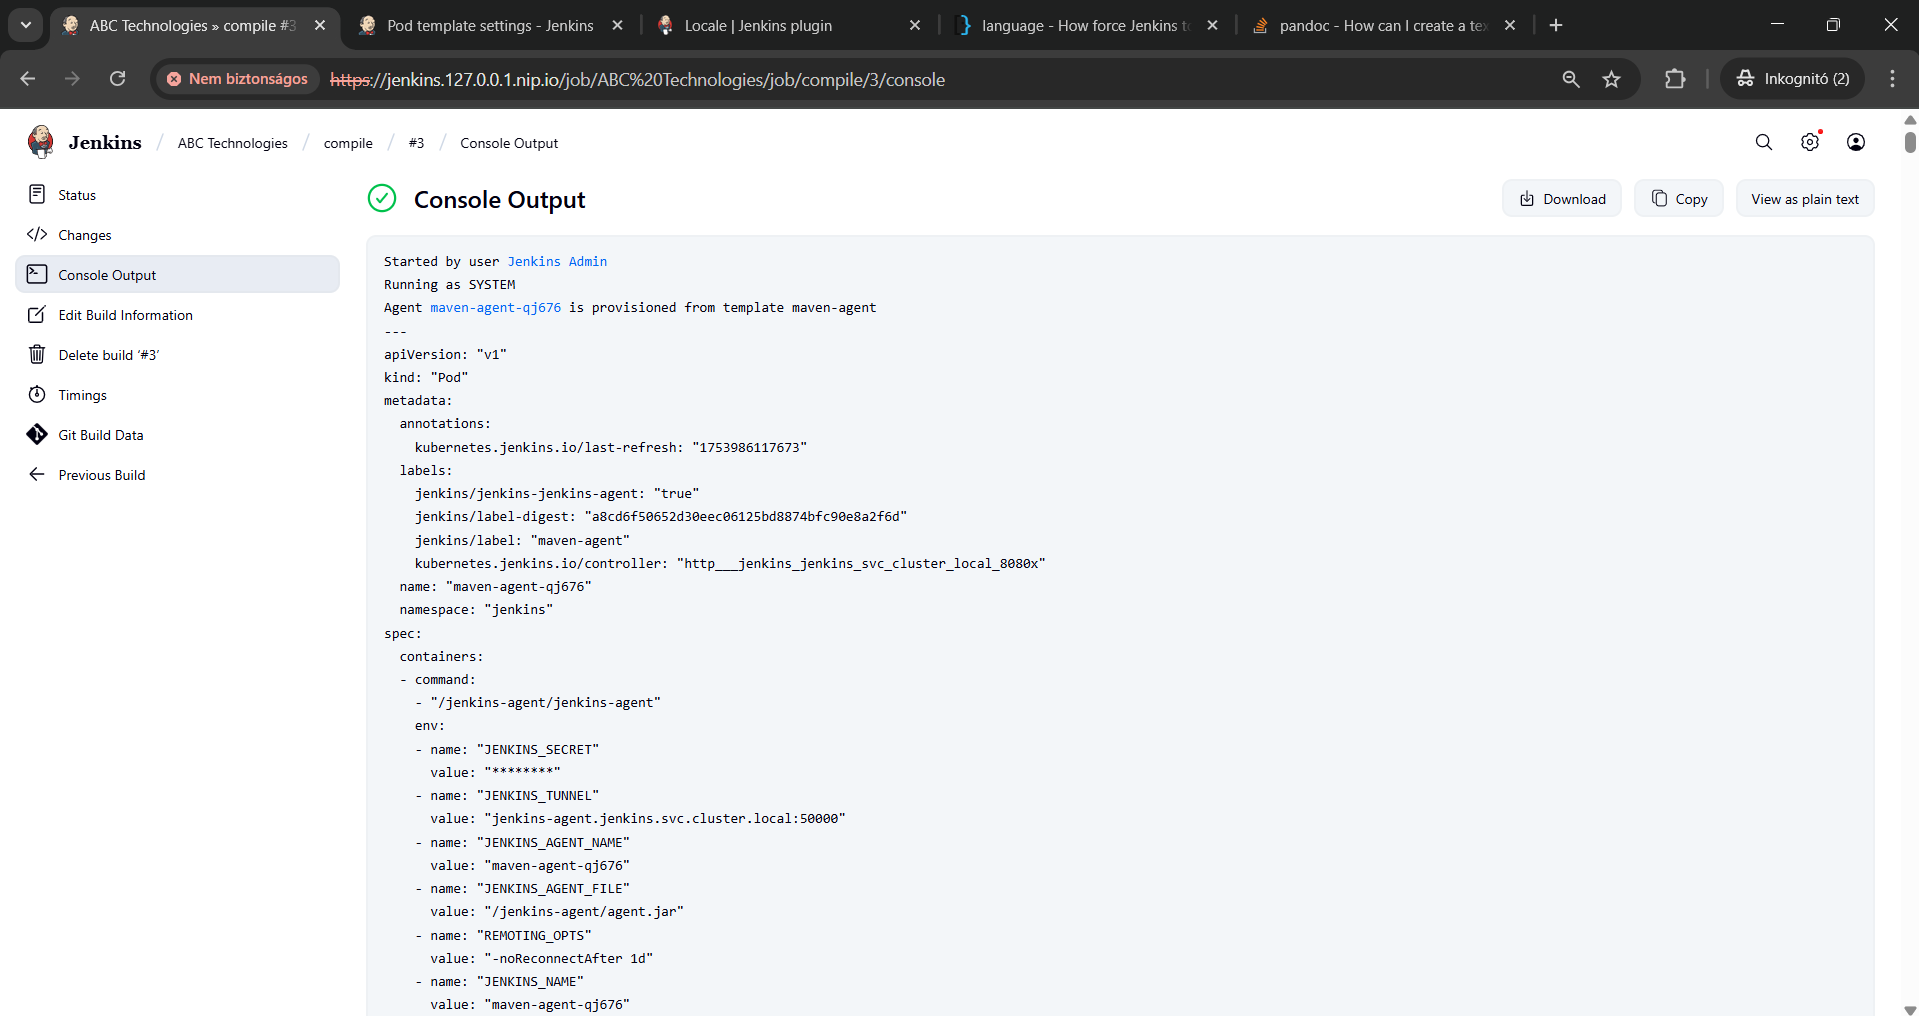 ABC Technologies » compile #3
Pod template settings - Jenkins
Locale | Jenkins plugin
language - How force Jenkins to
pandoc - How can I create a tex
Nem biztonságos
https://jenkins.127.0.0.1.nip.io/job/ABC%20Technologies/job/compile/3/console
Inkognitó (2)
Jenkins / ABC Technologies / compile / #3 / Console Output
Status
Changes
Console Output
Edit Build Information
Delete build ‘#3’
Timings
Git Build Data
Previous Build
Console Output
Download
Copy
View as plain text
Started by user Jenkins Admin
Running as SYSTEM
Agent maven-agent-qj676 is provisioned from template maven-agent
---
apiVersion: "v1"
kind: "Pod"
metadata:
  annotations:
    kubernetes.jenkins.io/last-refresh: "1753986117673"
  labels:
    jenkins/jenkins-jenkins-agent: "true"
    jenkins/label-digest: "a8cd6f50652d30eec06125bd8874bfc90e8a2f6d"
    jenkins/label: "maven-agent"
    kubernetes.jenkins.io/controller: "http___jenkins_jenkins_svc_cluster_local_8080x"
  name: "maven-agent-qj676"
  namespace: "jenkins"
spec:
  containers:
  - command:
    - "/jenkins-agent/jenkins-agent"
    env:
    - name: "JENKINS_SECRET"
      value: "********"
    - name: "JENKINS_TUNNEL"
      value: "jenkins-agent.jenkins.svc.cluster.local:50000"
    - name: "JENKINS_AGENT_NAME"
      value: "maven-agent-qj676"
    - name: "JENKINS_AGENT_FILE"
      value: "/jenkins-agent/agent.jar"
    - name: "REMOTING_OPTS"
      value: "-noReconnectAfter 1d"
    - name: "JENKINS_NAME"
      value: "maven-agent-qj676"